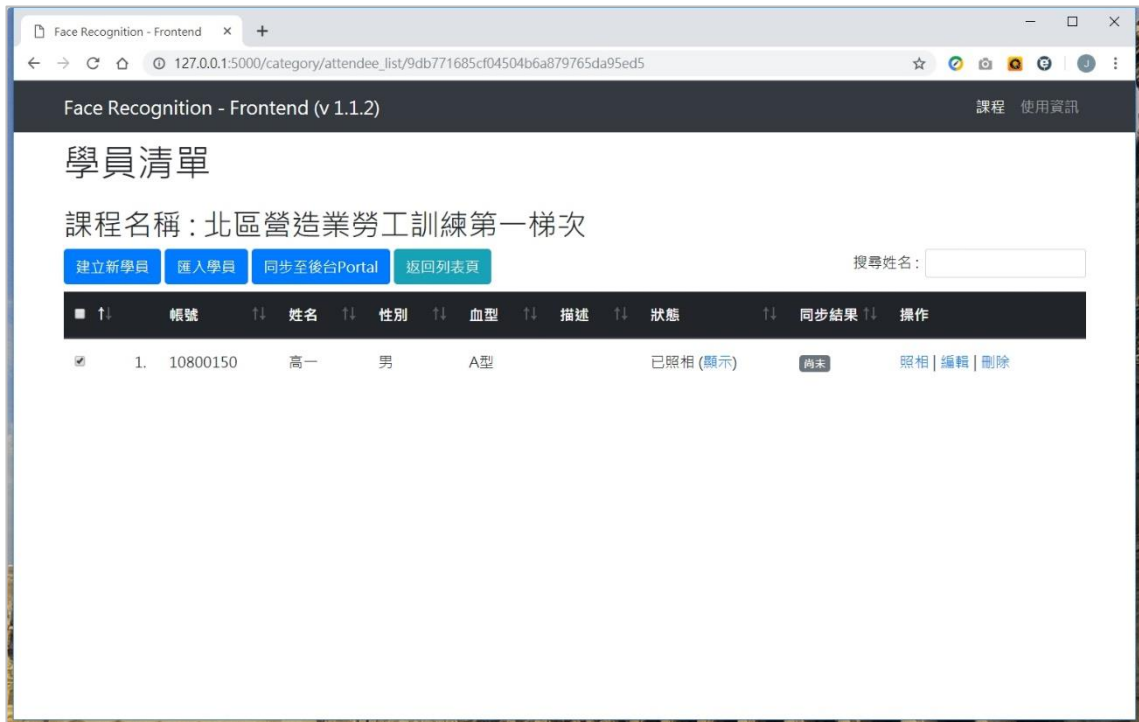 Face Recognition - Frontend
127.0.0.1:5000/category/attendee_list/9db771685cf04504b6a879765da95ed5
Face Recognition - Frontend (v 1.1.2) 課程 使用資訊
學員清單
課程名稱 : 北區營造業勞工訓練第一梯次
建立新學員 匯入學員 同步至後台Portal 返回列表頁 搜尋姓名 :
帳號 姓名 性別 血型 描述 狀態 同步結果 操作
1. 10800150 高一 男 A型 已照相 (顯示) 尚未 照相 | 編輯 | 刪除